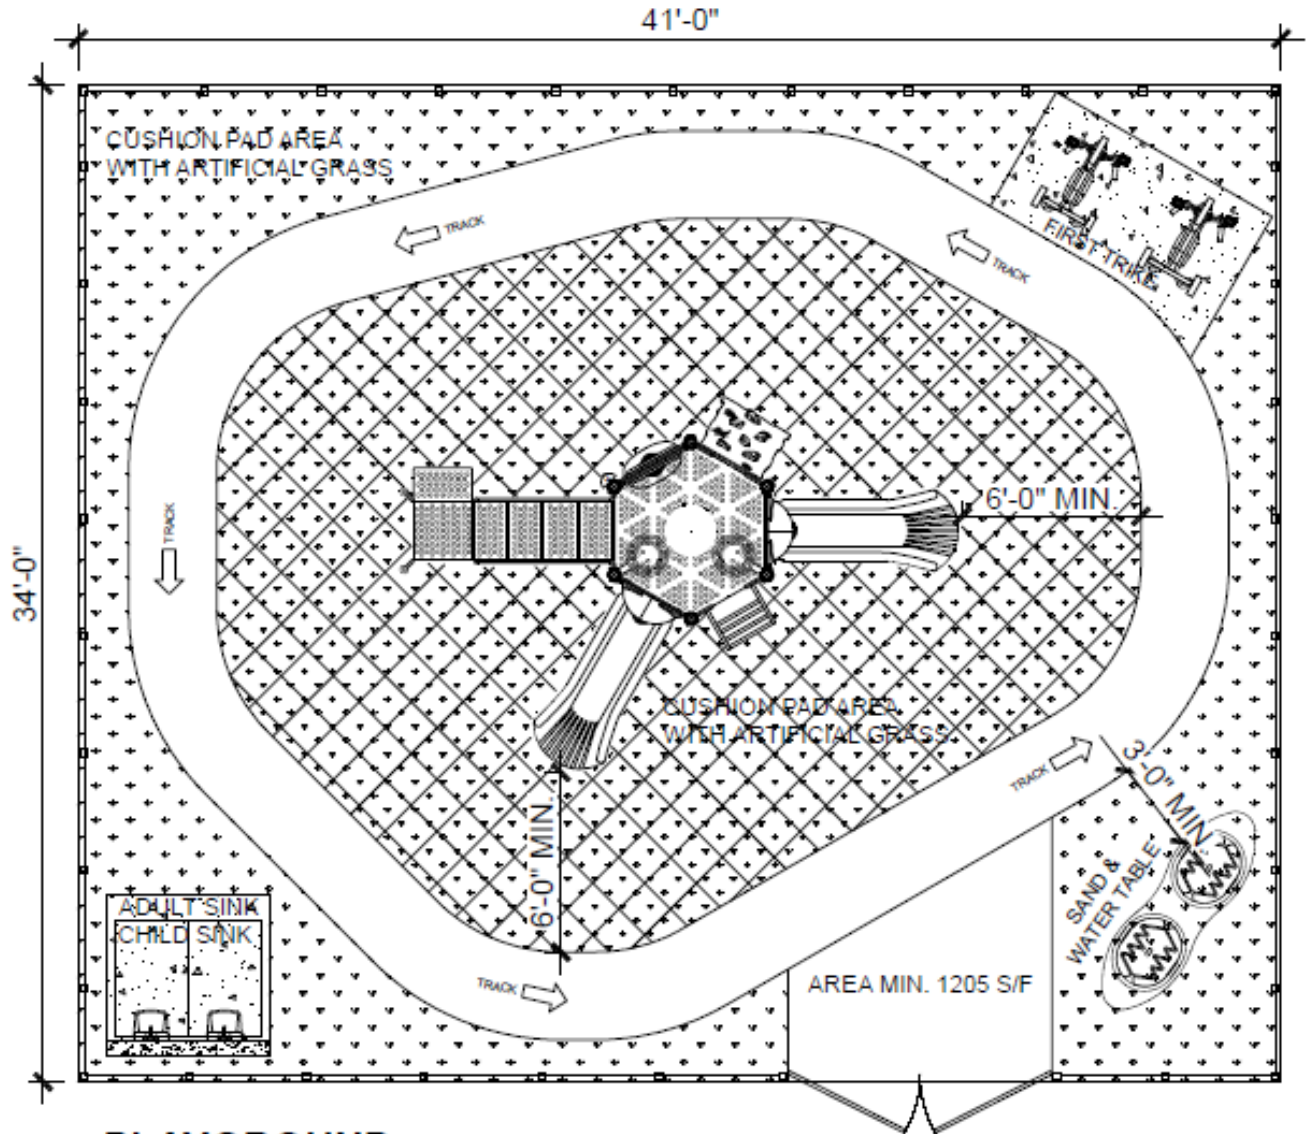 41'-0"
CUSHION PAD AREA
WITH ARTIFICIAL GRASS
TRACK
TRACK
FIRST TRIKE
6'-0" MIN.
TRACK
34'-0"
CUSHION PAD AREA
WITH ARTIFICIAL GRASS
TRACK
3'-0" MIN
6'-0" MIN.
SAND &
WATER TABLE
ADULT SINK
CHILD SINK
TRACK
AREA MIN. 1205 S/F